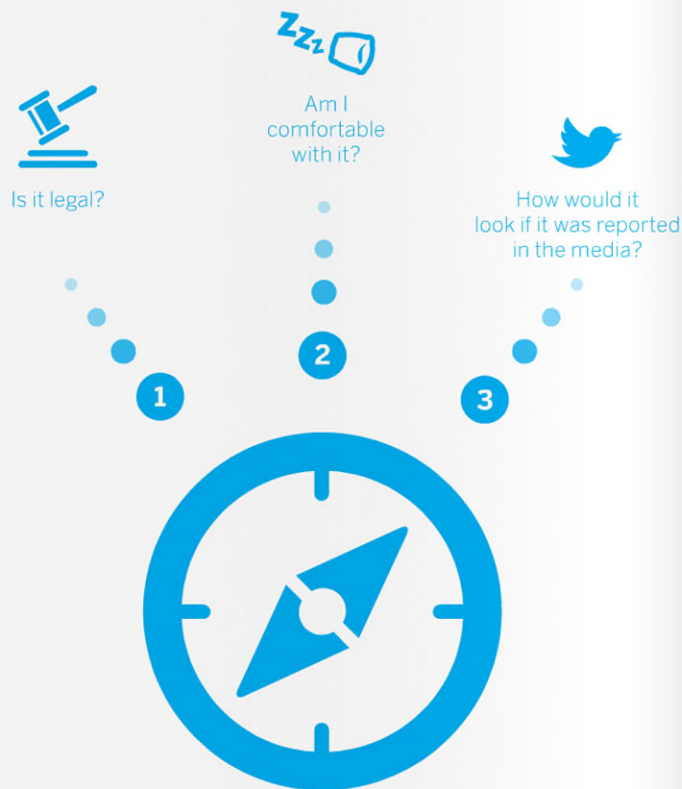 ZZZZ
Am I
comfortable
with it?
Is it legal?
How would it
look if it was reported
in the media?
1
2
3